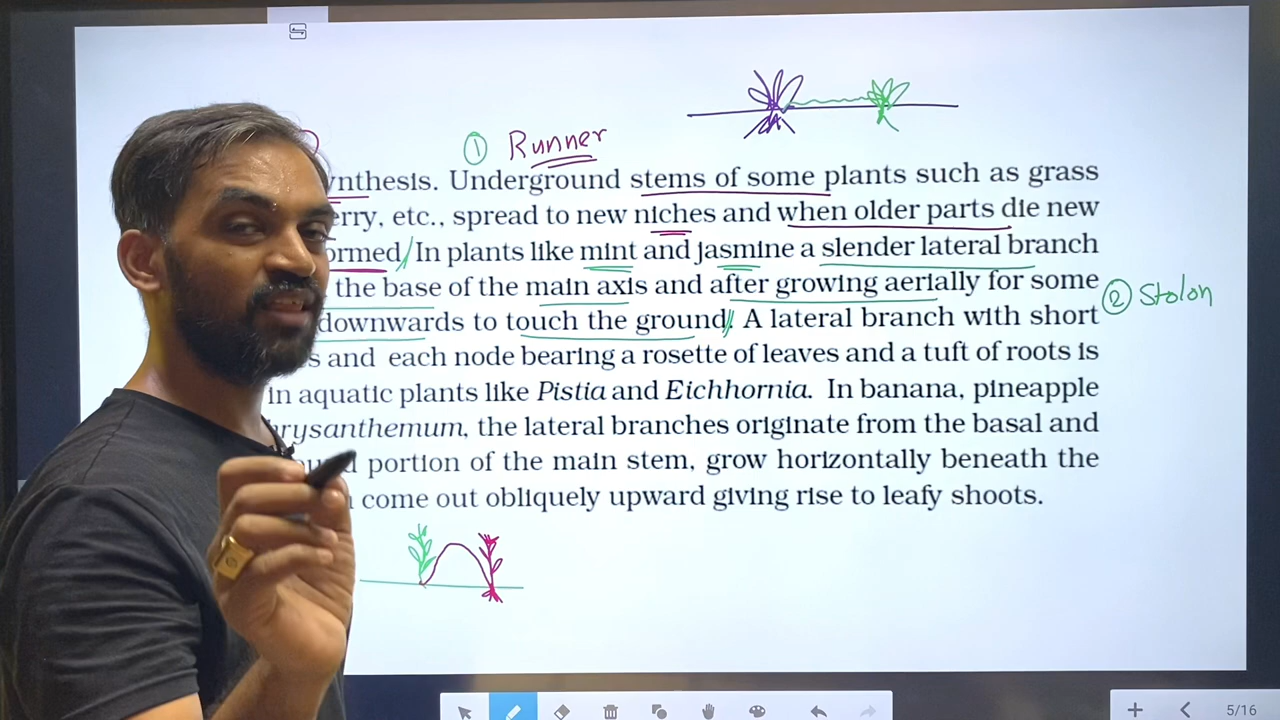 ① Runner
ynthesis. Underground stems of some plants such as grass
erry, etc., spread to new niches and when older parts die new
ormed. In plants like mint and jasmine a slender lateral branch
the base of the main axis and after growing aerially for some
② Stolon
downwards to touch the ground. A lateral branch with short
s and each node bearing a rosette of leaves and a tuft of roots is
in aquatic plants like Pistia and Eichhornia. In banana, pineapple
rysanthemum, the lateral branches originate from the basal and
portion of the main stem, grow horizontally beneath the
come out obliquely upward giving rise to leafy shoots.
5/16